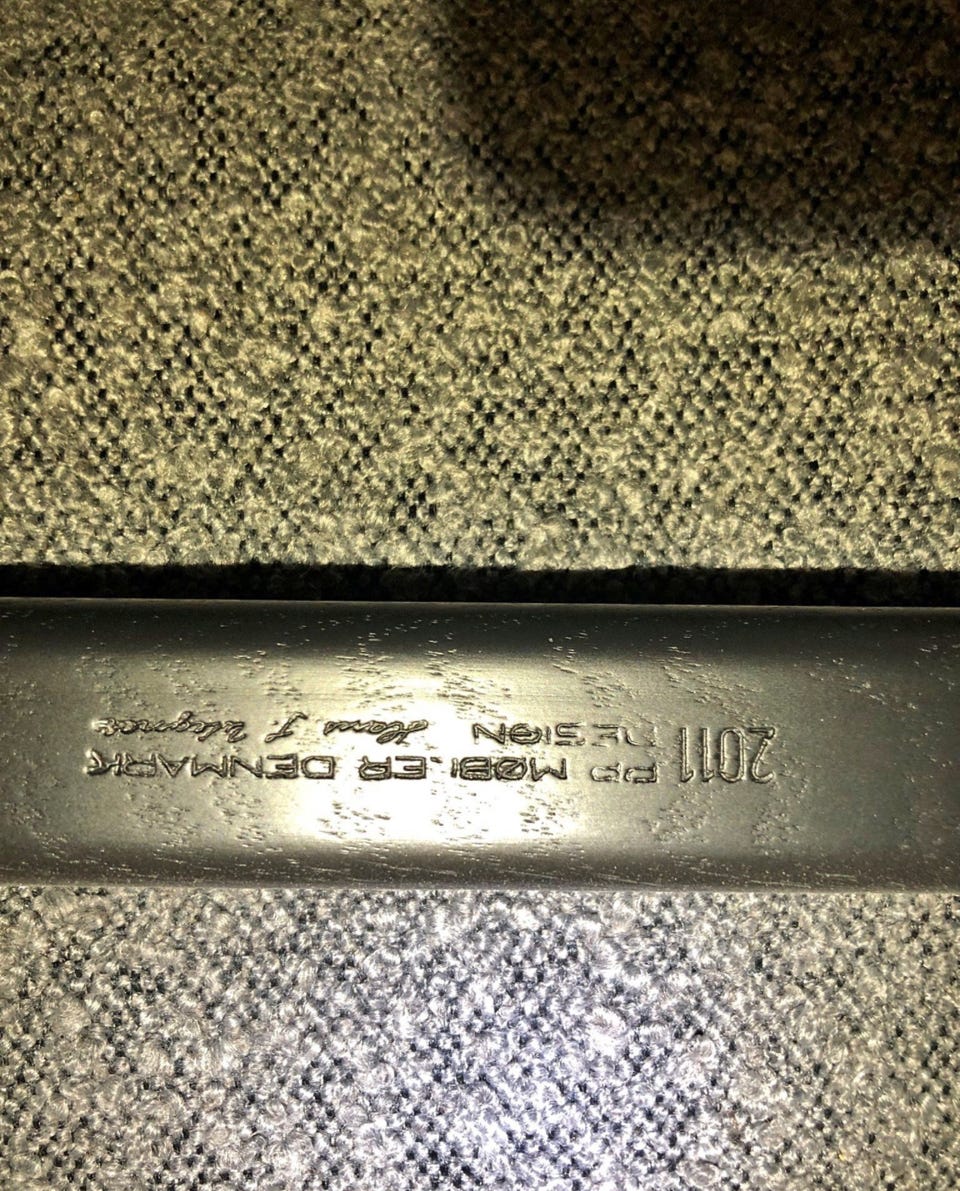 2011 PP MØBLER DENMARK
DESIGN Hans J. Wegner